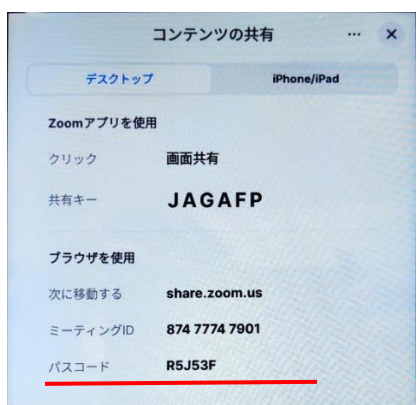 コンテンツの共有 ... ×
デスクトップ iPhone/iPad
Zoomアプリを使用
クリック 画面共有
共有キー JAGAFP
ブラウザを使用
次に移動する share.zoom.us
ミーティングID 874 7774 7901
パスコード R5J53F